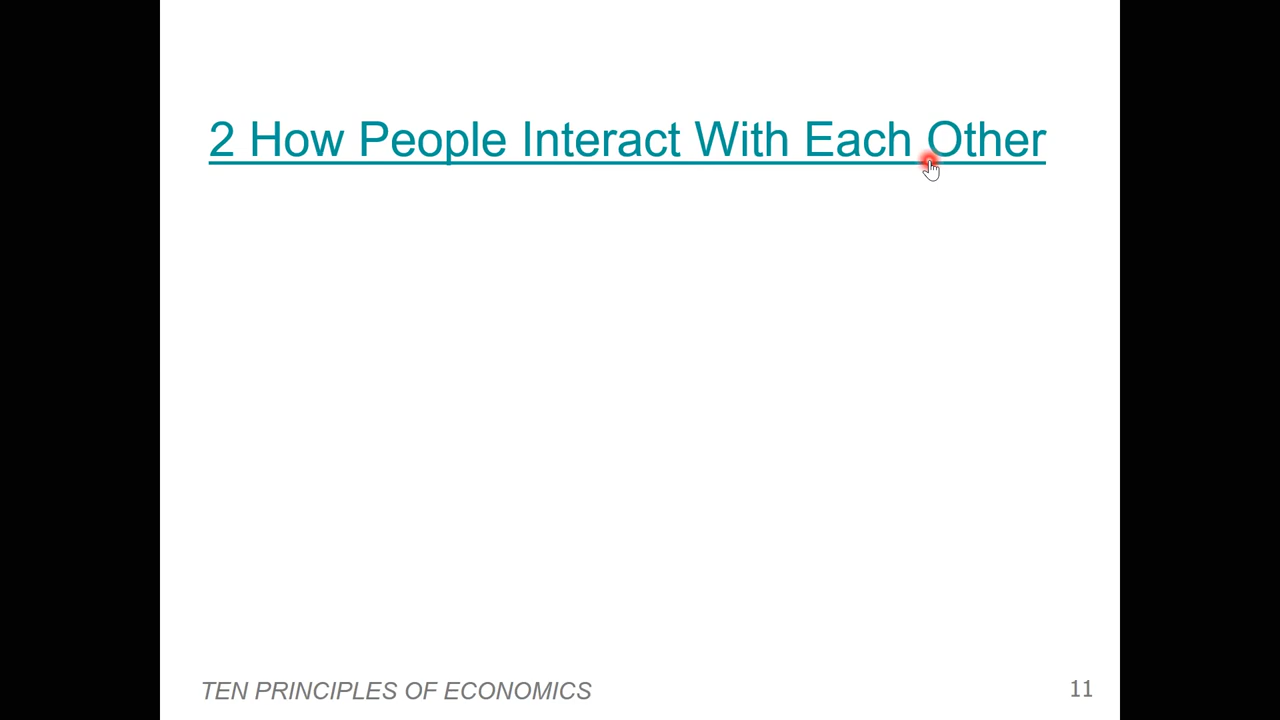 2 How People Interact With Each Other
TEN PRINCIPLES OF ECONOMICS
11